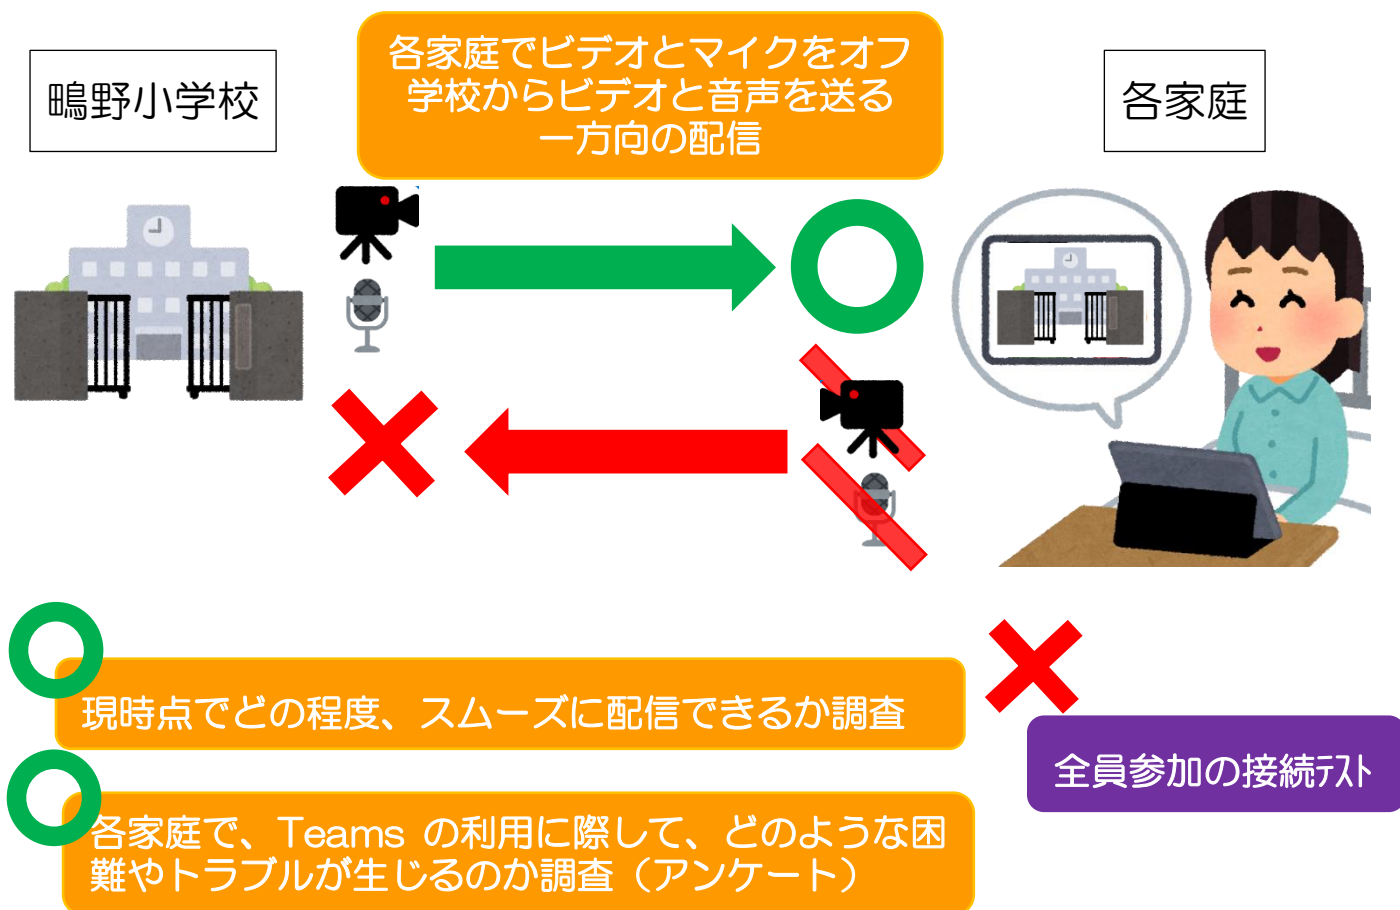 鴫野小学校
各家庭でビデオとマイクをオフ
学校からビデオと音声を送る
一方向の配信
各家庭
現時点でどの程度、スムーズに配信できるか調査
全員参加の接続ﾃｽﾄ
各家庭で、Teams の利用に際して、どのような困
難やトラブルが生じるのか調査（アンケート）